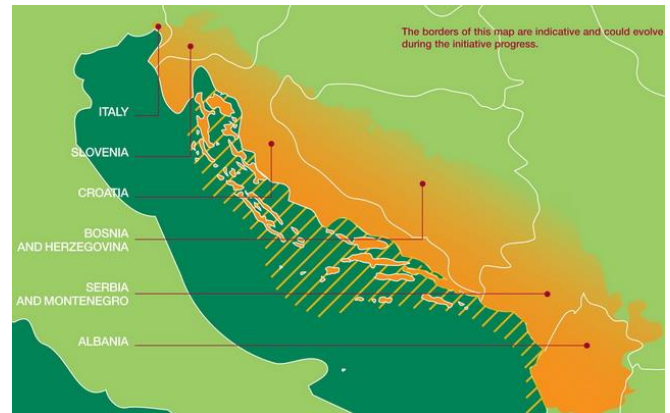 The borders of this map are indicative and could evolve
during the initiative progress.
ITALY
SLOVENIA
CROATIA
BOSNIA
AND HERZEGOVINA
SERBIA
AND MONTENEGRO
ALBANIA